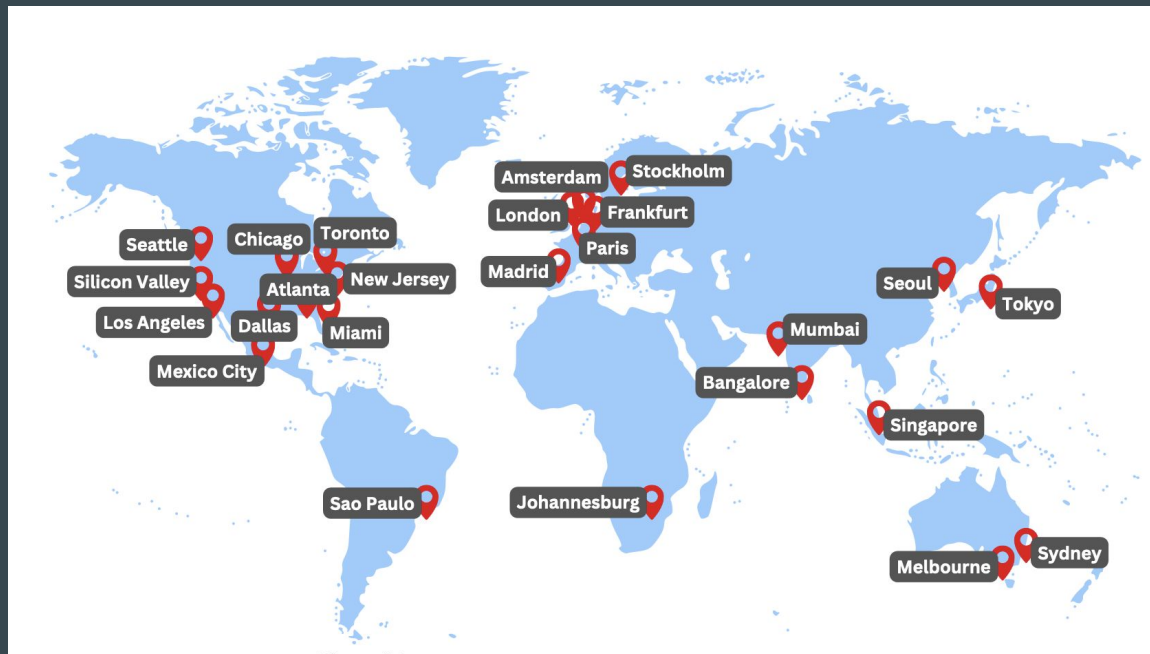 Amsterdam
Stockholm
London
Frankfurt
Seattle
Chicago
Toronto
Paris
Madrid
Silicon Valley
Atlanta
New Jersey
Seoul
Tokyo
Los Angeles
Dallas
Miami
Mumbai
Mexico City
Bangalore
Singapore
Sao Paulo
Johannesburg
Melbourne
Sydney